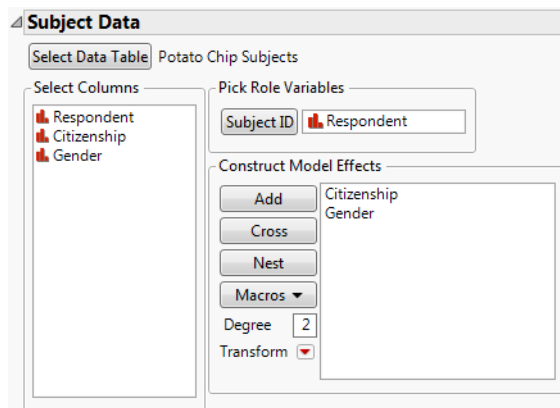 Subject Data
Select Data Table Potato Chip Subjects
Select Columns
Respondent
Citizenship
Gender
Pick Role Variables
Subject ID Respondent
Construct Model Effects
Add
Cross
Nest
Macros
Degree 2
Transform
Citizenship
Gender